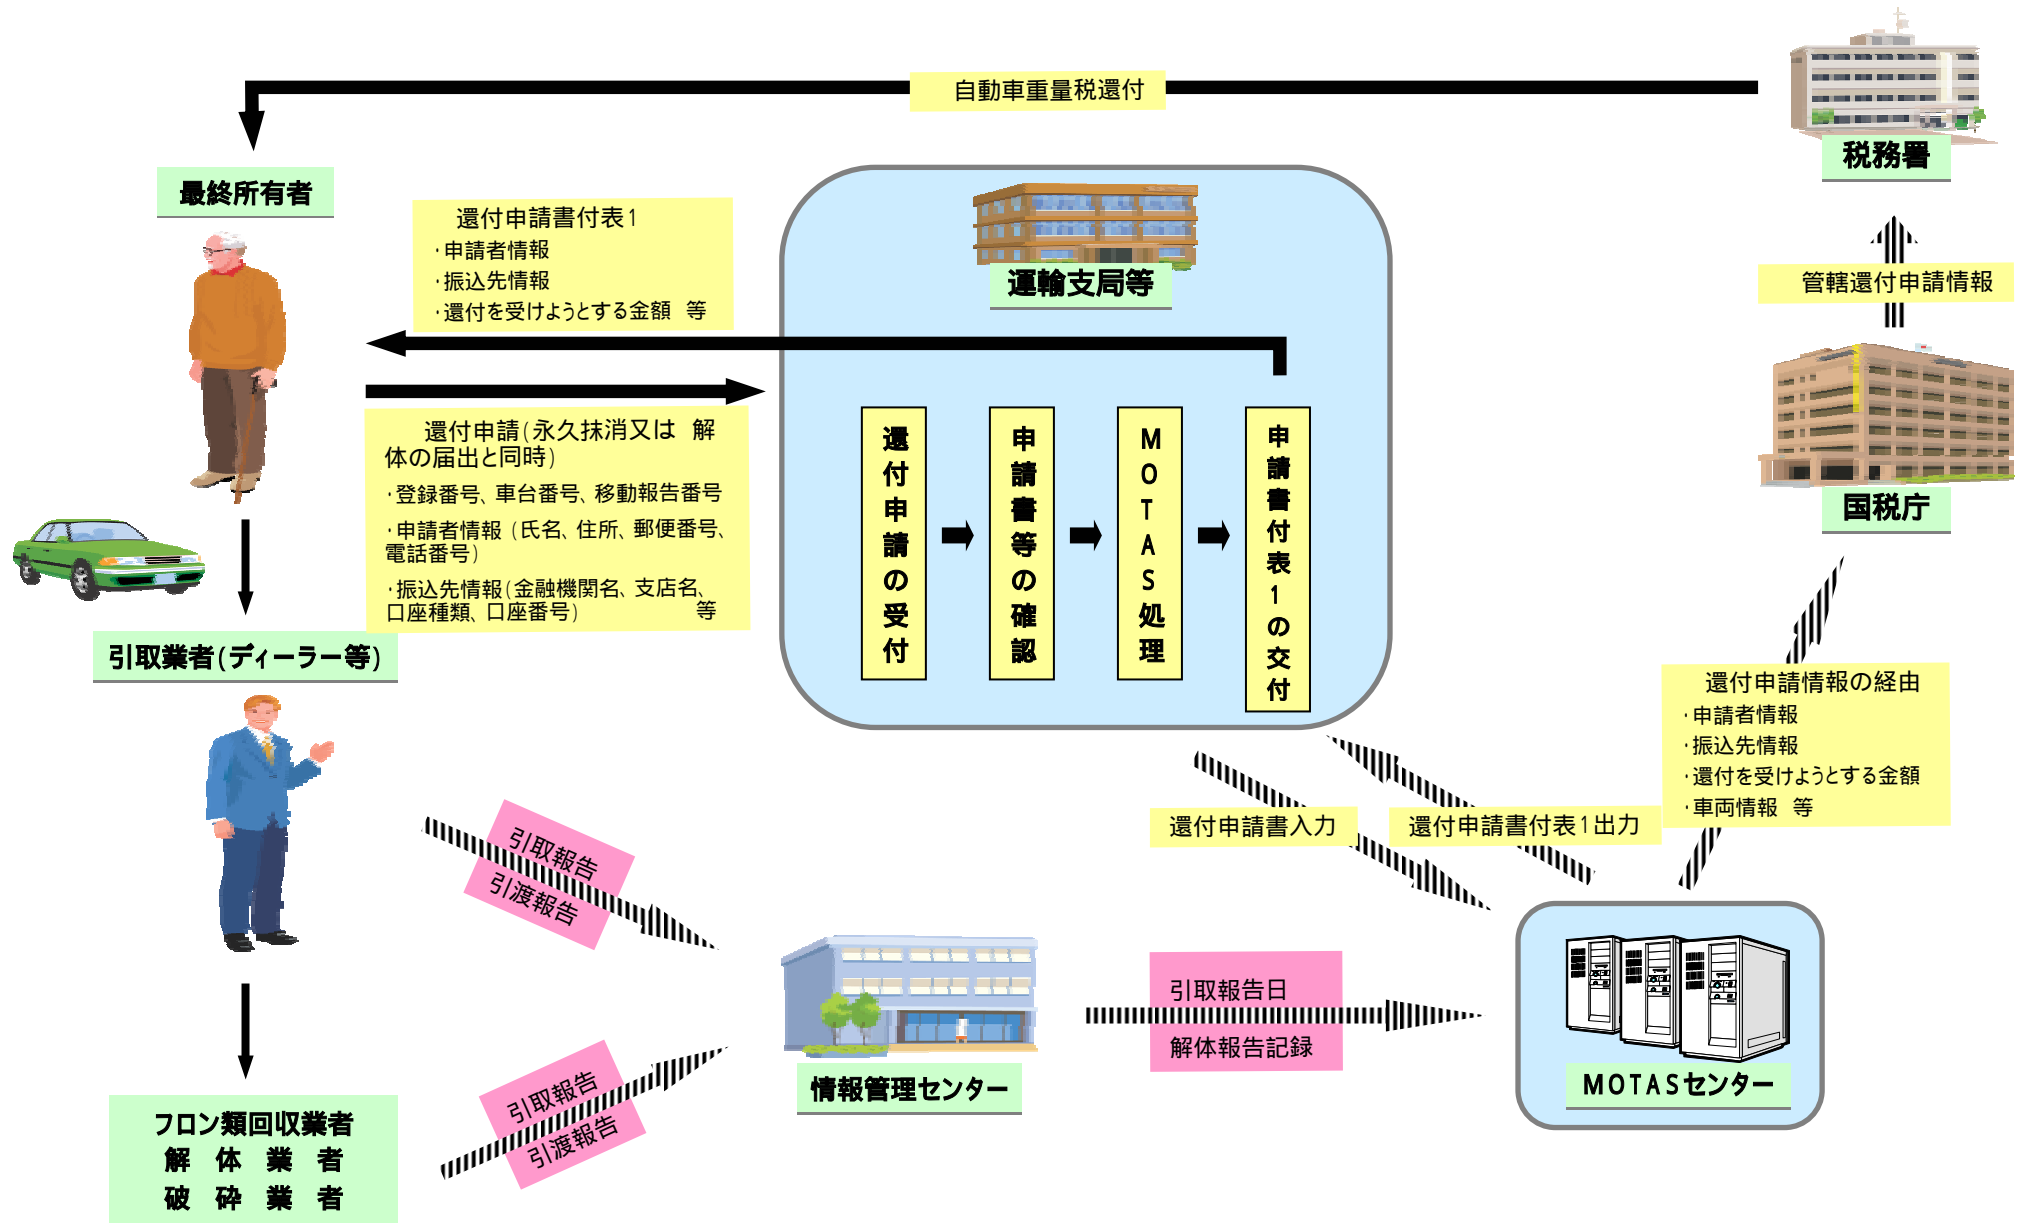 自動車重量税還付
税務署
最終所有者
還付申請書付表1
・申請者情報
・振込先情報
・還付を受けようとする金額　等
運輸支局等
管轄還付申請情報
国税庁
還付申請(永久抹消又は　解
体の届出と同時)
・登録番号、車台番号、移動報告番号
・申請者情報 (氏名、住所、郵便番号、
電話番号)
・振込先情報(金融機関名、支店名、
口座種類、口座番号)　　　　　等
還付申請の受付
申請書等の確認
MOTAS処理
申請書付表1の交付
引取業者(ディーラー等)
還付申請情報の経由
・申請者情報
・振込先情報
・還付を受けようとする金額
・車両情報　等
還付申請書入力
還付申請書付表1出力
引取報告
引渡報告
引取報告日
解体報告記録
情報管理センター
MOTASセンター
引取報告
引渡報告
フロン類回収業者
解　体　業　者
破　砕　業　者